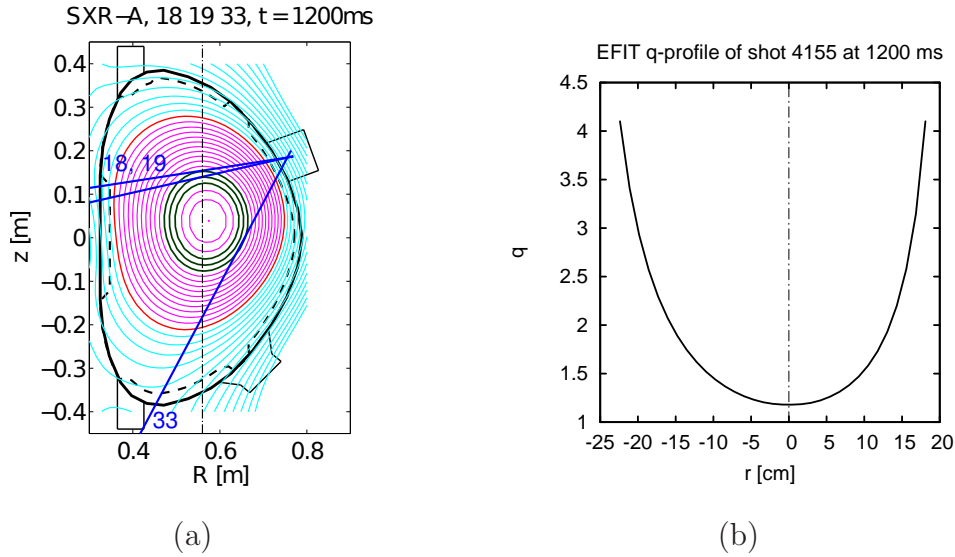 SXR−A, 18 19 33, t = 1200ms
0.4
0.3
0.2
0.1
0
−0.1
−0.2
−0.3
−0.4
z [m]
18, 19
33
0.4
0.6
0.8
R [m]
(a)
EFIT q-profile of shot 4155 at 1200 ms
4.5
4
3.5
3
2.5
2
1.5
1
q
-25 -20 -15 -10 -5 0 5 10 15 20
r [cm]
(b)